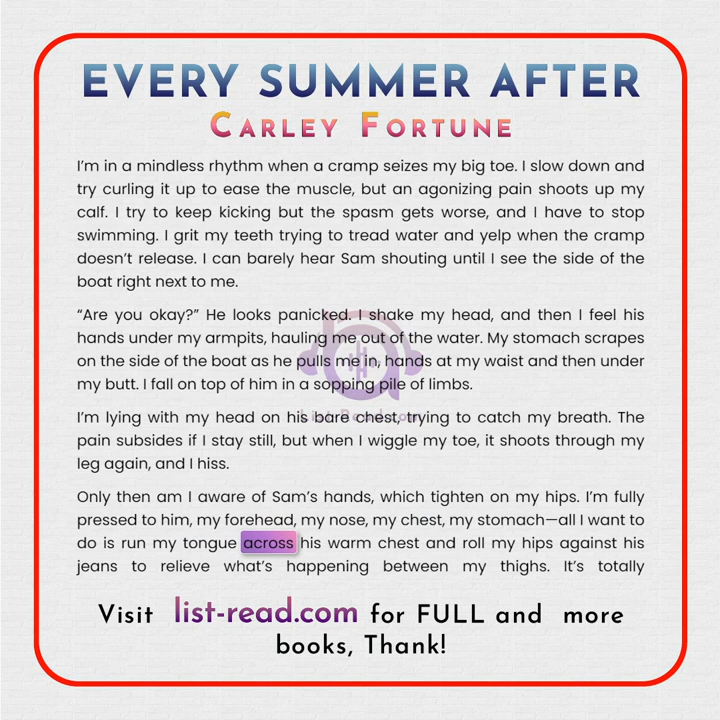 EVERY SUMMER AFTER
CARLEY FORTUNE
I'm in a mindless rhythm when a cramp seizes my big toe. I slow down and
try curling it up to ease the muscle, but an agonizing pain shoots up my
calf. I try to keep kicking but the spasm gets worse, and I have to stop
swimming. I grit my teeth trying to tread water and yelp when the cramp
doesn't release. I can barely hear Sam shouting until I see the side of the
boat right next to me.
"Are you okay?" He looks panicked. I shake my head, and then I feel his
hands under my armpits, hauling me out of the water. My stomach scrapes
on the side of the boat as he pulls me in, hands at my waist and then under
my butt. I fall on top of him in a sopping pile of limbs.
I'm lying with my head on his bare chest, trying to catch my breath. The
pain subsides if I stay still, but when I wiggle my toe, it shoots through my
leg again, and I hiss.
Only then am I aware of Sam's hands, which tighten on my hips. I'm fully
pressed to him, my forehead, my nose, my chest, my stomach—all I want to
do is run my tongue across his warm chest and roll my hips against his
jeans to relieve what's happening between my thighs. It's totally
Visit list-read.com for FULL and more
books, Thank!